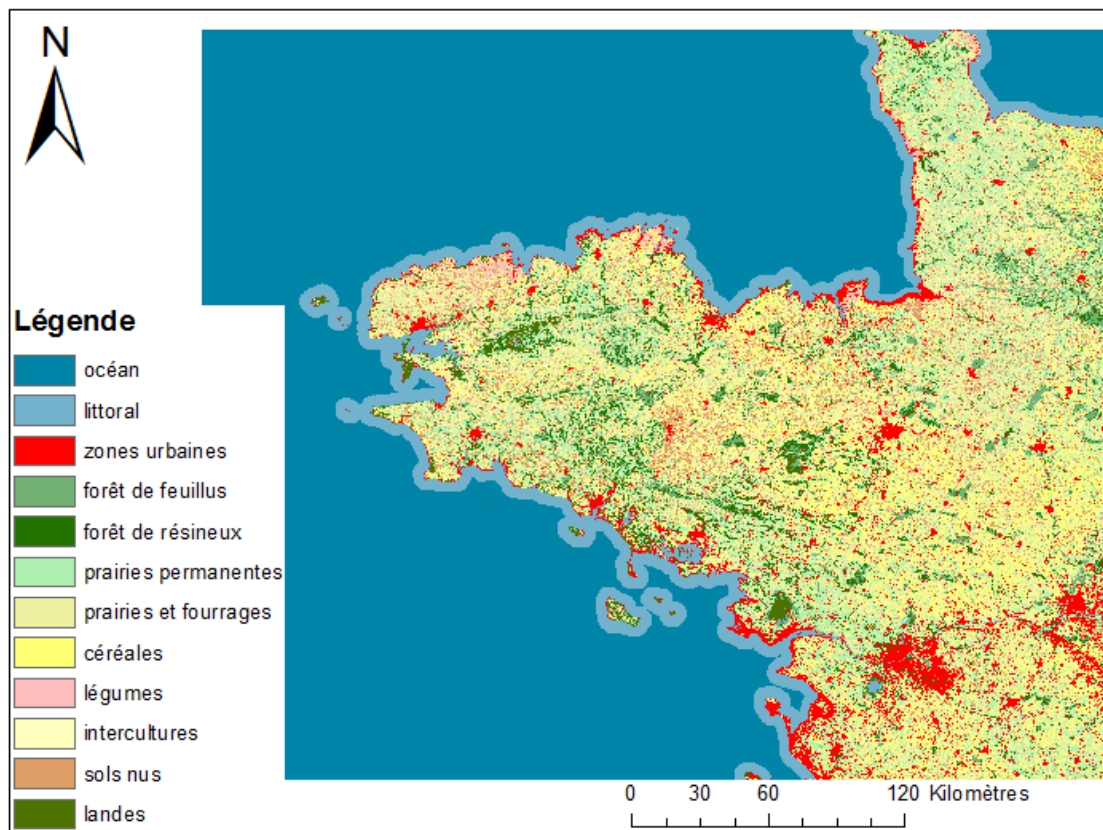 N
Légende
océan
littoral
zones urbaines
forêt de feuillus
forêt de résineux
prairies permanentes
prairies et fourrages
céréales
légumes
intercultures
sols nus
landes
0 30 60 120 Kilomètres